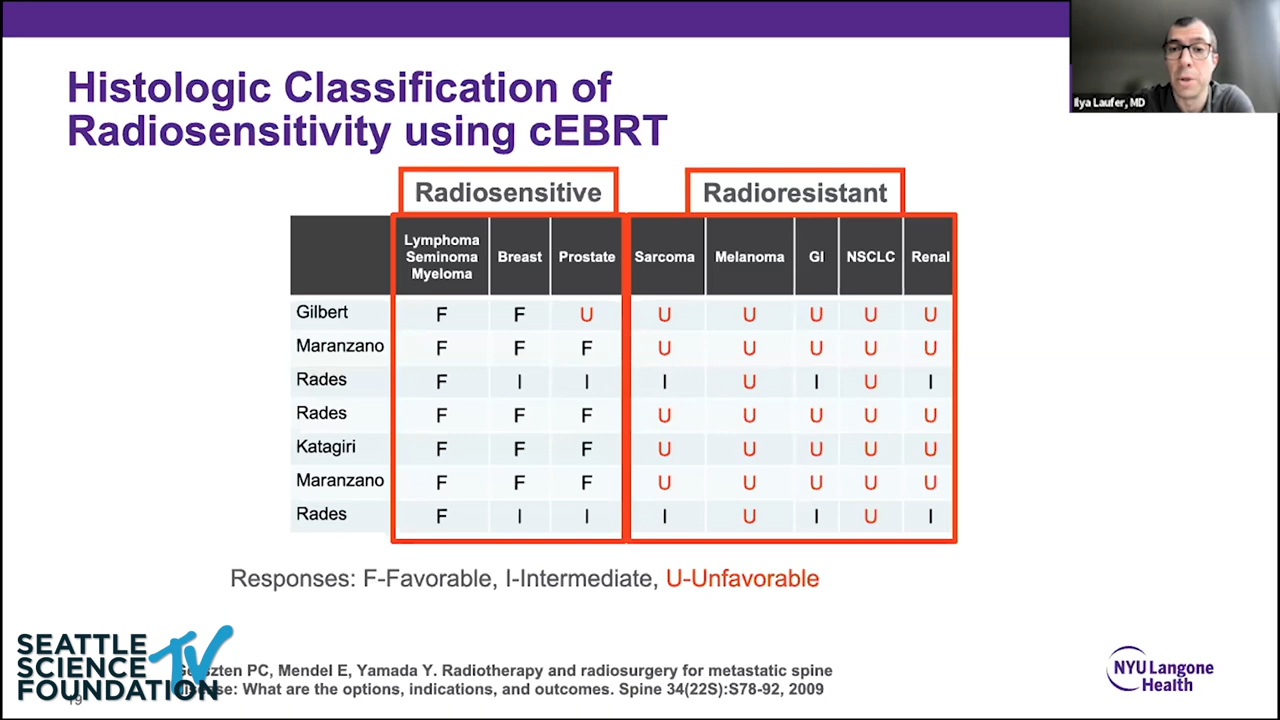 Ilya Laufer, MD
Histologic Classification of
Radiosensitivity using cEBRT
Radiosensitive Radioresistant
Lymphoma
Seminoma
Myeloma
Breast Prostate Sarcoma Melanoma GI NSCLC Renal
Gilbert F F U U U U U U
Maranzano F F F U U U U U
Rades F I I I U I U I
Rades F F F U U U U U
Katagiri F F F U U U U U
Maranzano F F F U U U U U
Rades F I I I U I U I
Responses: F-Favorable, I-Intermediate, U-Unfavorable
PC, Mendel E, Yamada Y. Radiotherapy and radiosurgery for metastatic spine
What are the options, indications, and outcomes. Spine 34(22S):S78-92, 2009
19
SEATTLE
SCIENCE TV
FOUNDATION
NYU Langone
Health